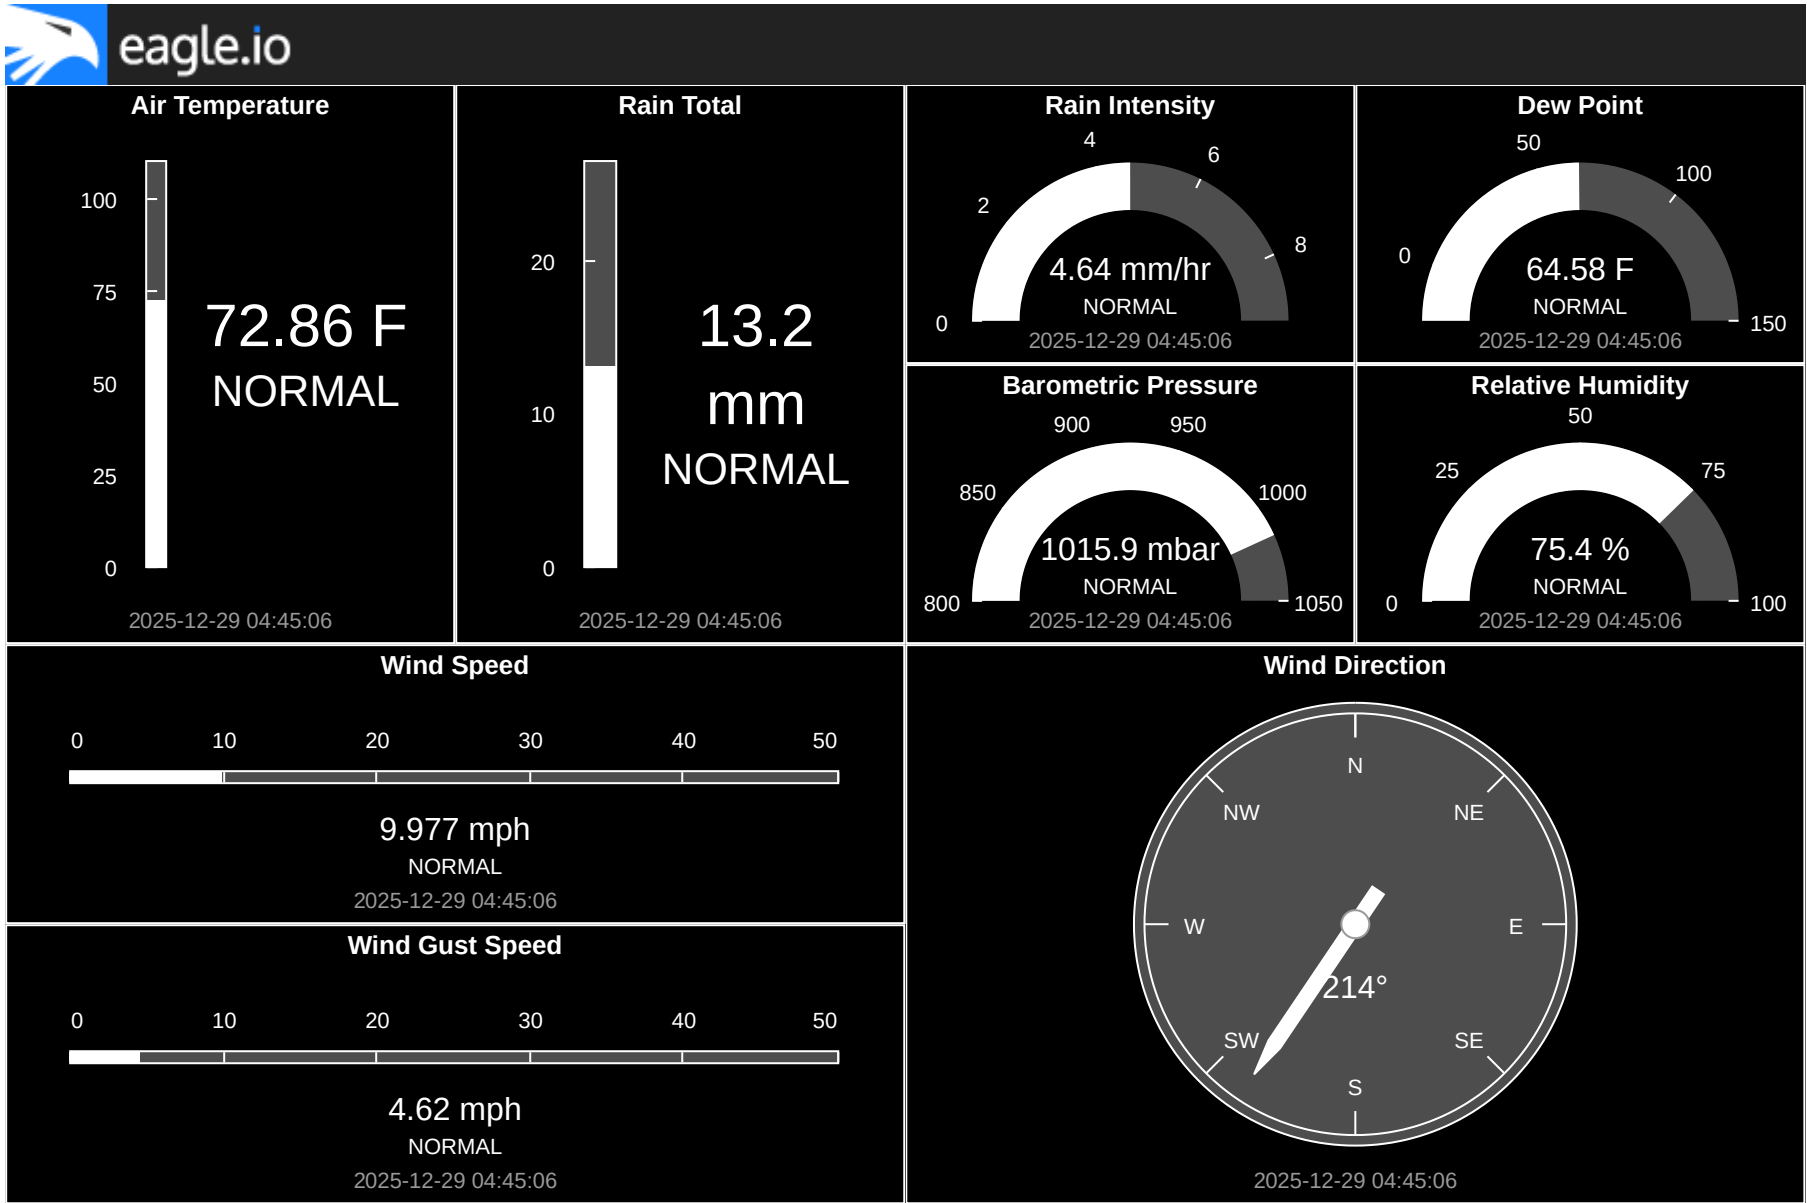 eagle.io
Air Temperature
100
75
50
25
0
72.86 F
NORMAL
2025-12-29 04:45:06
Rain Total
20
10
0
13.2
mm
NORMAL
2025-12-29 04:45:06
Rain Intensity
0
2
4
6
8
4.64 mm/hr
NORMAL
2025-12-29 04:45:06
Dew Point
0
50
100
150
64.58 F
NORMAL
2025-12-29 04:45:06
Barometric Pressure
800
850
900
950
1000
1050
1015.9 mbar
NORMAL
2025-12-29 04:45:06
Relative Humidity
0
25
50
75
100
75.4 %
NORMAL
2025-12-29 04:45:06
Wind Speed
0 10 20 30 40 50
9.977 mph
NORMAL
2025-12-29 04:45:06
Wind Gust Speed
0 10 20 30 40 50
4.62 mph
NORMAL
2025-12-29 04:45:06
Wind Direction
N
NW NE
W E
214°
SW SE
S
2025-12-29 04:45:06